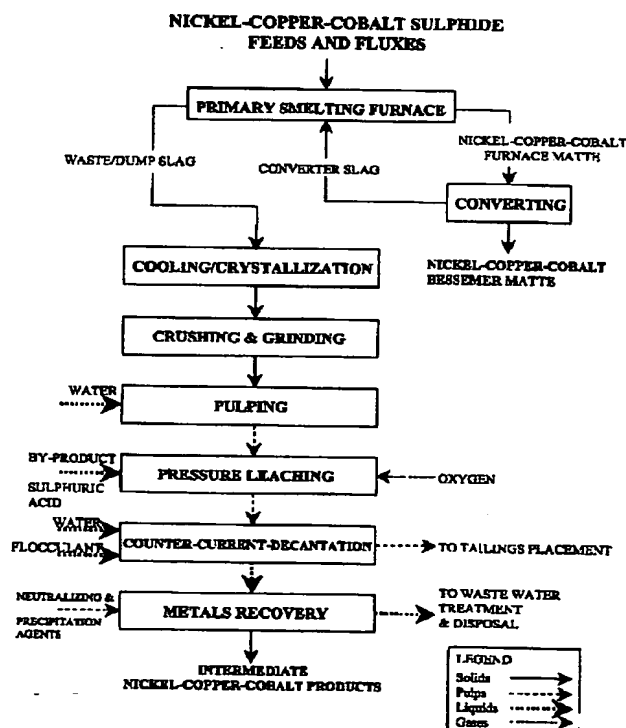 NICKEL-COPPER-COBALT SULPHIDE
FEEDS AND FLUXES
PRIMARY SMELTING FURNACE
WASTE/DUMP SLAG
CONVERTER SLAG
NICKEL-COPPER-COBALT
FURNACE MATTE
CONVERTING
NICKEL-COPPER-COBALT
BESSEMER MATTE
COOLING/CRYSTALLIZATION
CRUSHING & GRINDING
WATER
PULPING
BY-PRODUCT
SULPHURIC
ACID
PRESSURE LEACHING
OXYGEN
WATER
FLOCCULANT
COUNTER-CURRENT-DECANTATION
TO TAILINGS PLACEMENT
NEUTRALIZING &
PRECIPITATION
AGENTS
METALS RECOVERY
TO WASTE WATER
TREATMENT
& DISPOSAL
INTERMEDIATE
NICKEL-COPPER-COBALT PRODUCTS
LEGEND
Solids
Pulps
Liquids
Gases